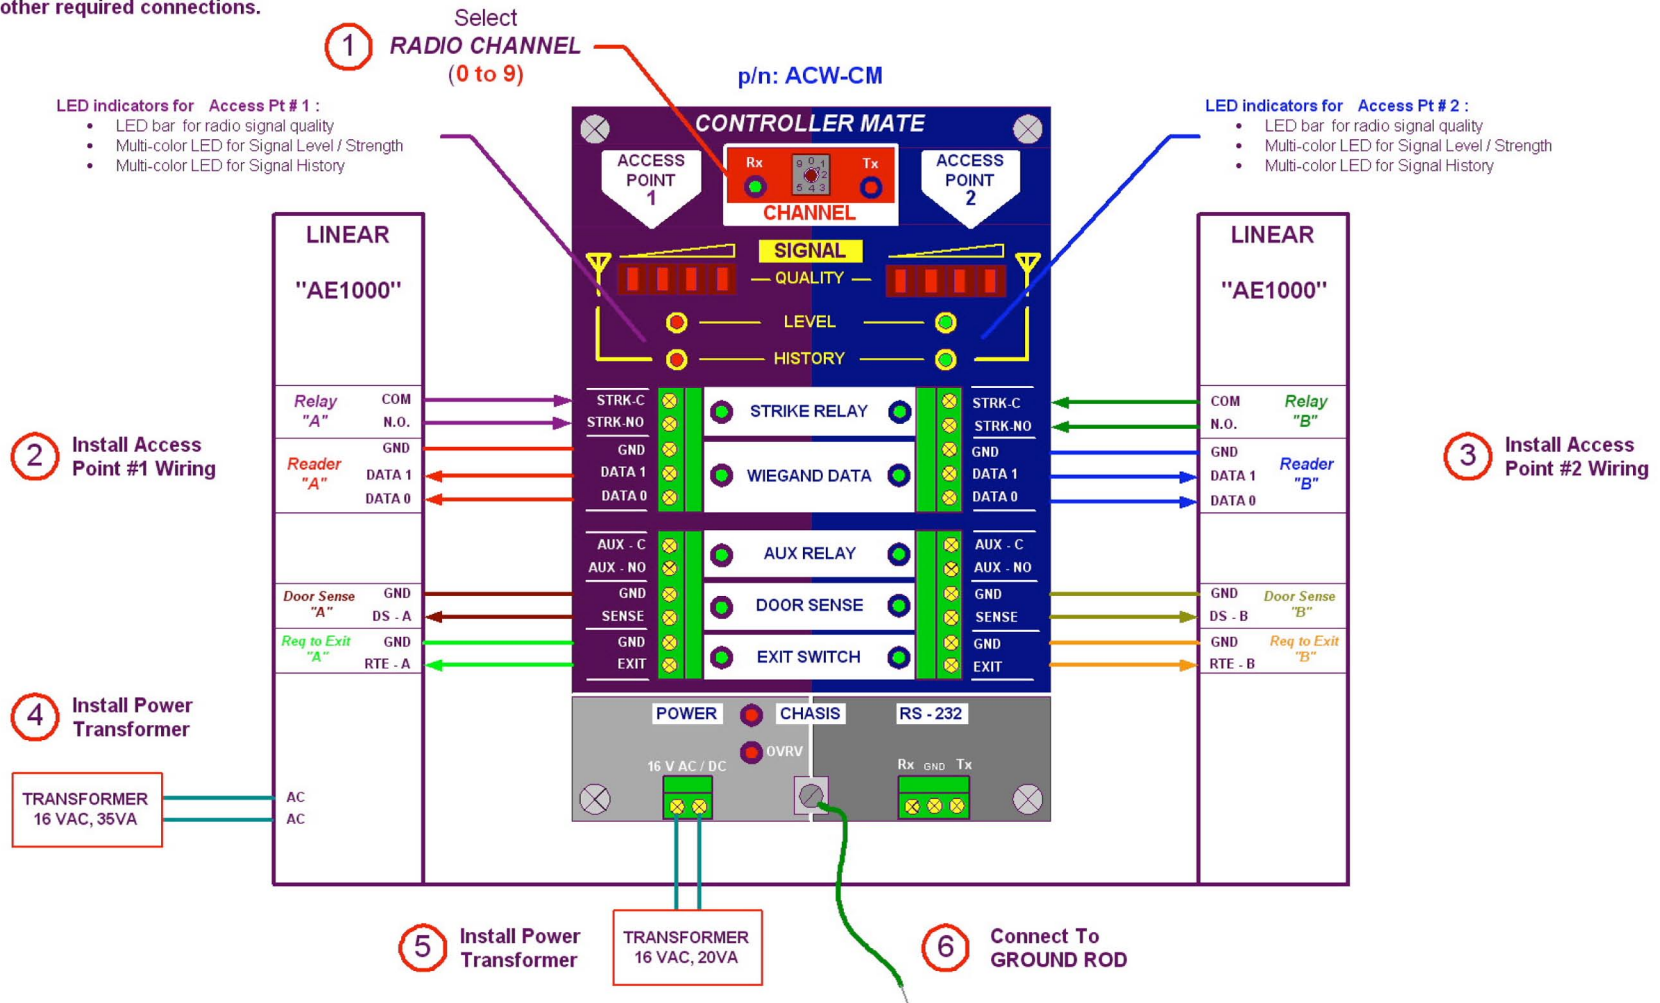 other required connections.
1
Select
RADIO CHANNEL
(0 to 9)
p/n: ACW-CM
LED indicators for Access Pt # 1 :
• LED bar for radio signal quality
• Multi-color LED for Signal Level / Strength
• Multi-color LED for Signal History
LED indicators for Access Pt # 2 :
• LED bar for radio signal quality
• Multi-color LED for Signal Level / Strength
• Multi-color LED for Signal History
CONTROLLER MATE
ACCESS
POINT
1
Rx
9 0 1
2
5 4 3
Tx
CHANNEL
ACCESS
POINT
2
SIGNAL
QUALITY
LEVEL
HISTORY
LINEAR
"AE1000"
Relay
"A"
COM
N.O.
Reader
"A"
GND
DATA 1
DATA 0
Door Sense
"A"
GND
DS - A
Req to Exit
"A"
GND
RTE - A
AC
AC
2
Install Access
Point #1 Wiring
STRK-C
STRK-NO
GND
DATA 1
DATA 0
AUX - C
AUX - NO
GND
SENSE
GND
EXIT
STRIKE RELAY
WIEGAND DATA
AUX RELAY
DOOR SENSE
EXIT SWITCH
STRK-C
STRK-NO
GND
DATA 1
DATA 0
AUX - C
AUX - NO
GND
SENSE
GND
EXIT
LINEAR
"AE1000"
COM
N.O.
Relay
"B"
GND
DATA 1
DATA 0
Reader
"B"
GND
DS - B
Door Sense
"B"
GND
RTE - B
Req to Exit
"B"
3
Install Access
Point #2 Wiring
4
Install Power
Transformer
TRANSFORMER
16 VAC, 35VA
POWER
CHASIS
RS - 232
OVRV
16 V AC / DC
Rx GND Tx
5
Install Power
Transformer
TRANSFORMER
16 VAC, 20VA
6
Connect To
GROUND ROD